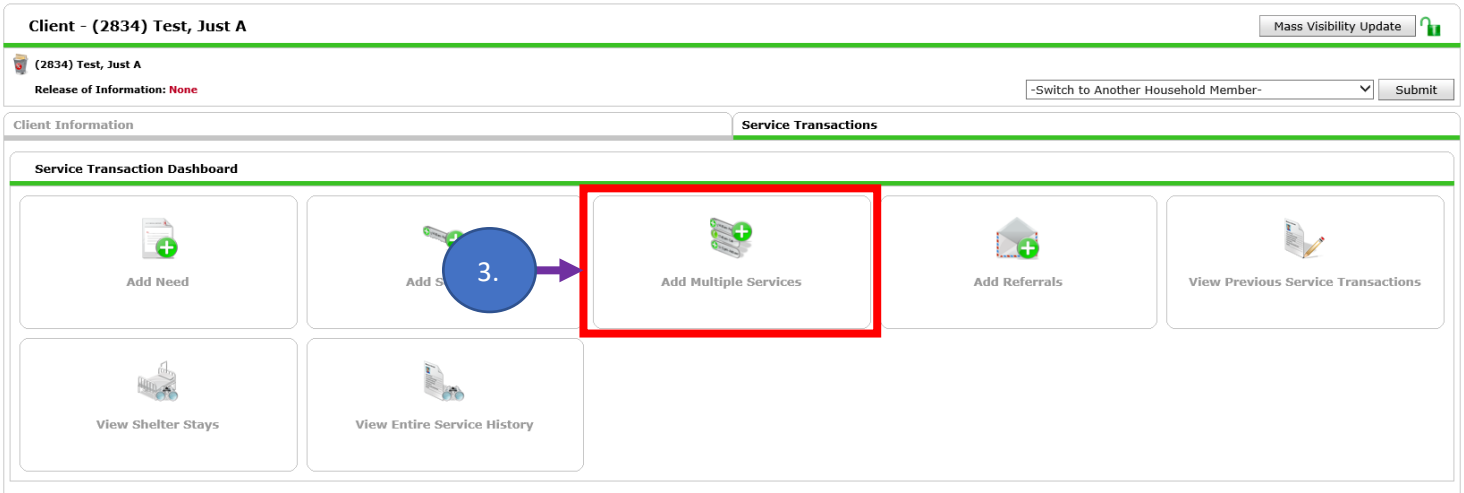 Client - (2834) Test, Just A
Mass Visibility Update
(2834) Test, Just A
Release of Information: None
-Switch to Another Household Member-
Submit
Client Information
Service Transactions
Service Transaction Dashboard
Add Need
Add S
3.
Add Multiple Services
Add Referrals
View Previous Service Transactions
View Shelter Stays
View Entire Service History